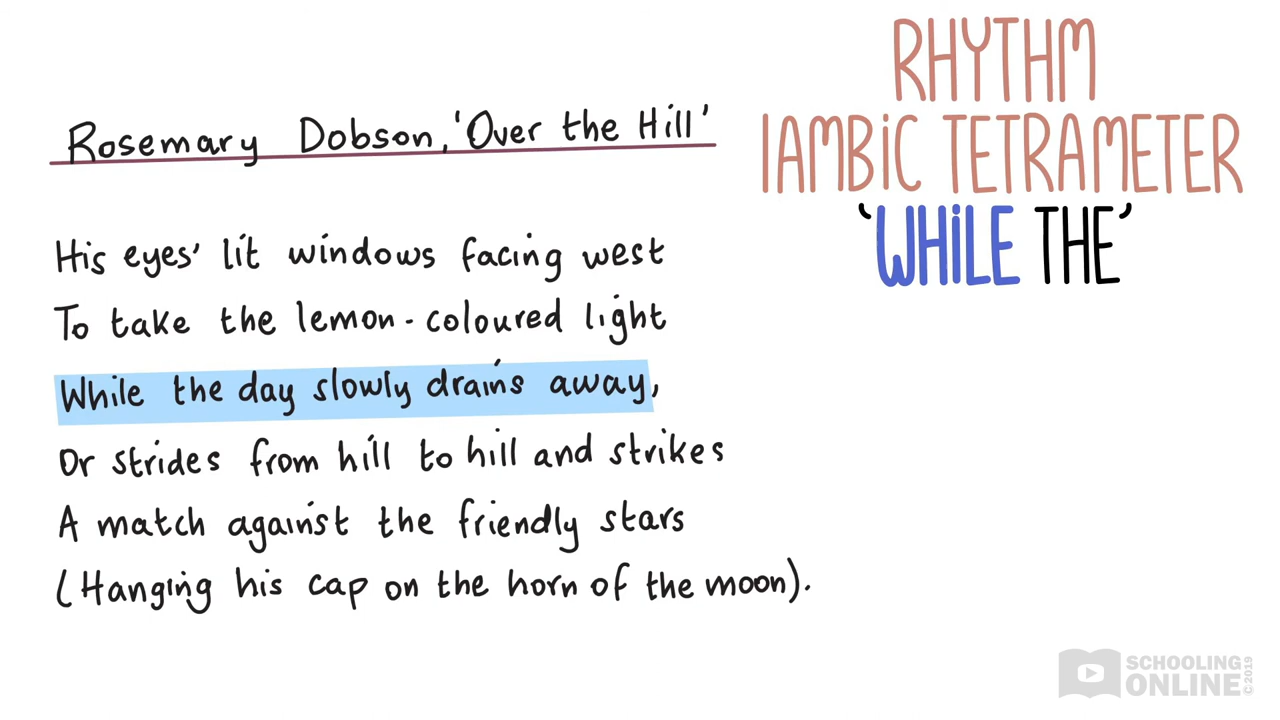 Rosemary Dobson, 'Over the Hill'
His eyes' lit windows facing west
To take the lemon-coloured light
While the day slowly drains away,
Or strides from hill to hill and strikes
A match against the friendly stars
(Hanging his cap on the horn of the moon).
RHYTHM
IAMBIC TETRAMETER
'WHILE THE'
SCHOOLING
ONLINE
©2019